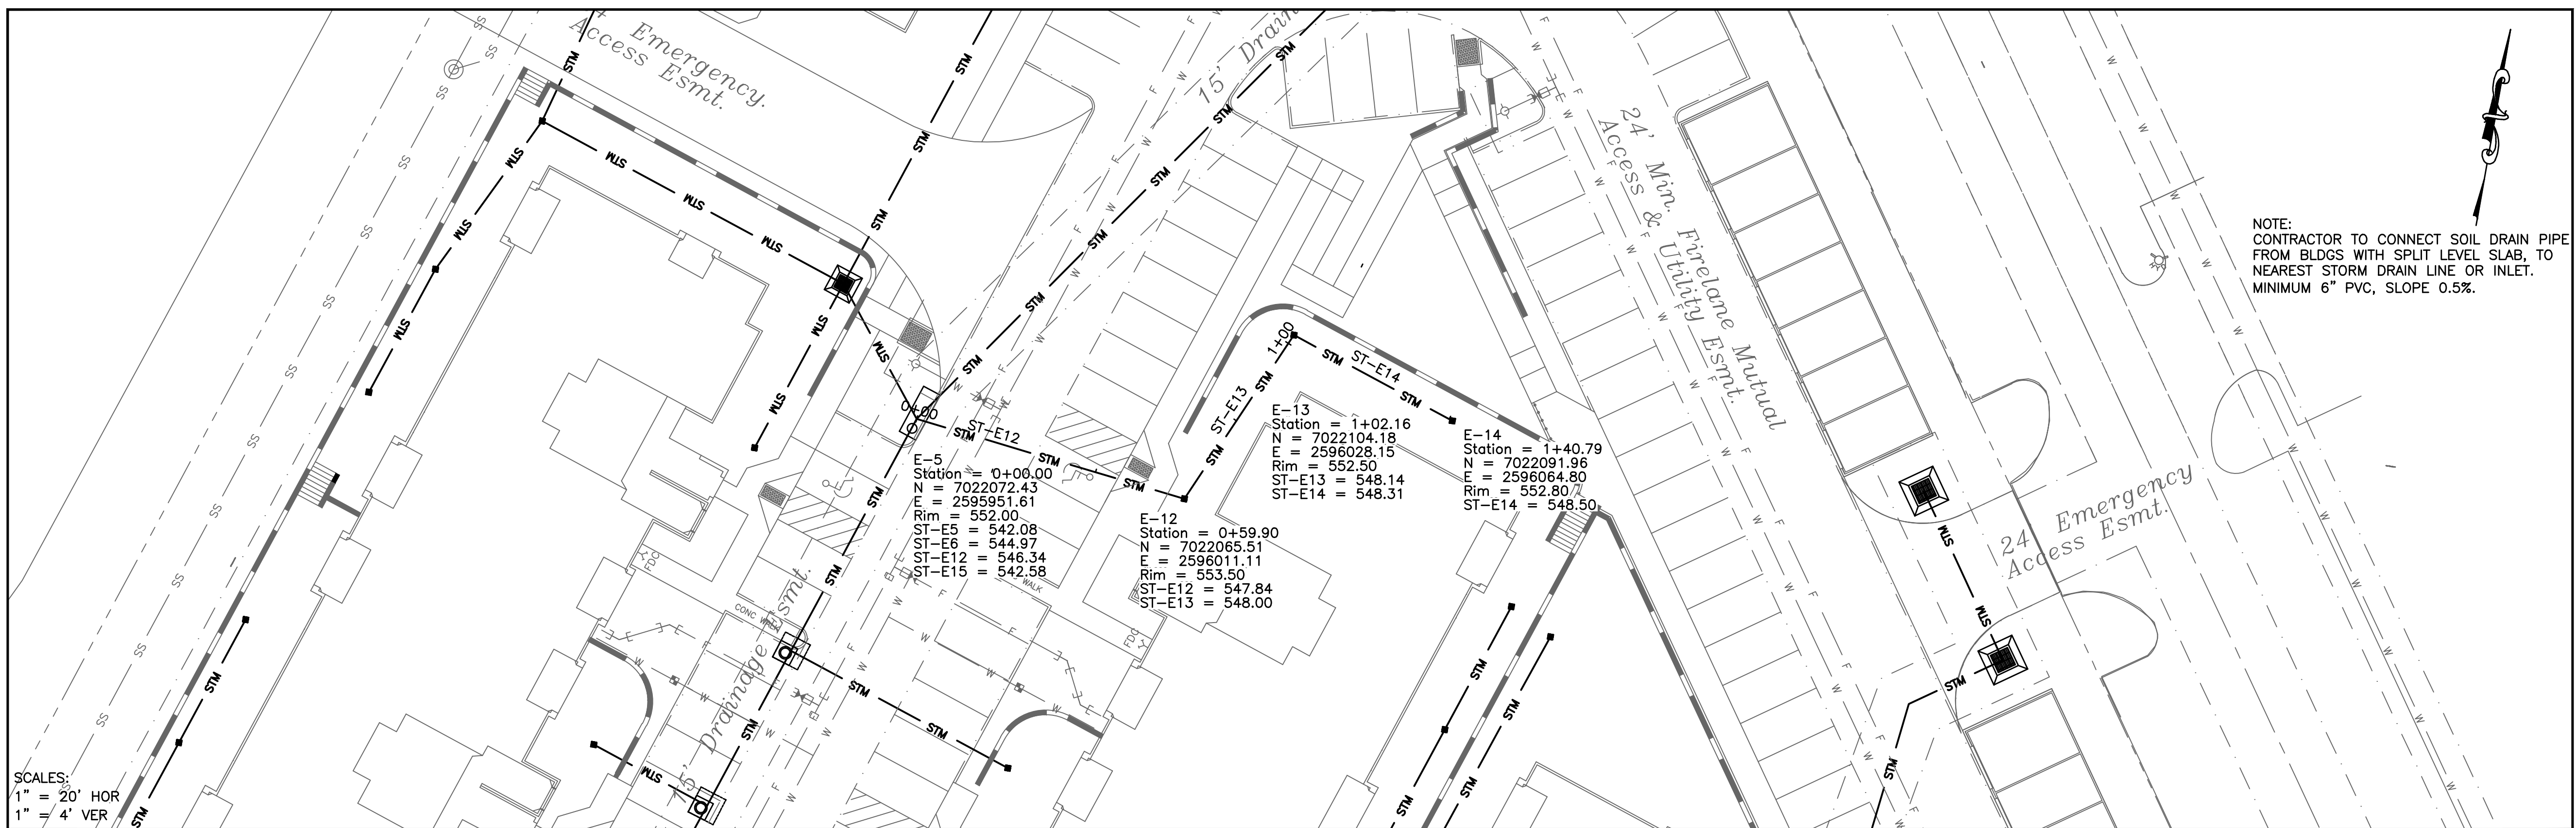 Emergency.
Access Esmt.
15' Drain
24' Min. Firelane Mutual
Access & Utility Esmt.
NOTE:
CONTRACTOR TO CONNECT SOIL DRAIN PIPE
FROM BLDGS WITH SPLIT LEVEL SLAB, TO
NEAREST STORM DRAIN LINE OR INLET.
MINIMUM 6" PVC, SLOPE 0.5%.
1+00
ST-E14
ST-E13
0+00
ST-E12
E-13
Station = 1+02.16
N = 7022104.18
E = 2596028.15
Rim = 552.50
ST-E13 = 548.14
ST-E14 = 548.31
E-14
Station = 1+40.79
N = 7022091.96
E = 2596064.80
Rim = 552.80
ST-E14 = 548.50
E-5
Station = 0+00.00
N = 7022072.43
E = 2595951.61
Rim = 552.00
ST-E5 = 542.08
ST-E6 = 544.97
ST-E12 = 546.34
ST-E15 = 542.58
E-12
Station = 0+59.90
N = 7022065.51
E = 2596011.11
Rim = 553.50
ST-E12 = 547.84
ST-E13 = 548.00
24' Emergency
Access Esmt.
FDC
WALK
CONC WALK
FDC
15' Drainage Esmt.
SCALES:
1" = 20' HOR
1" = 4' VER
STM
SS
W
F